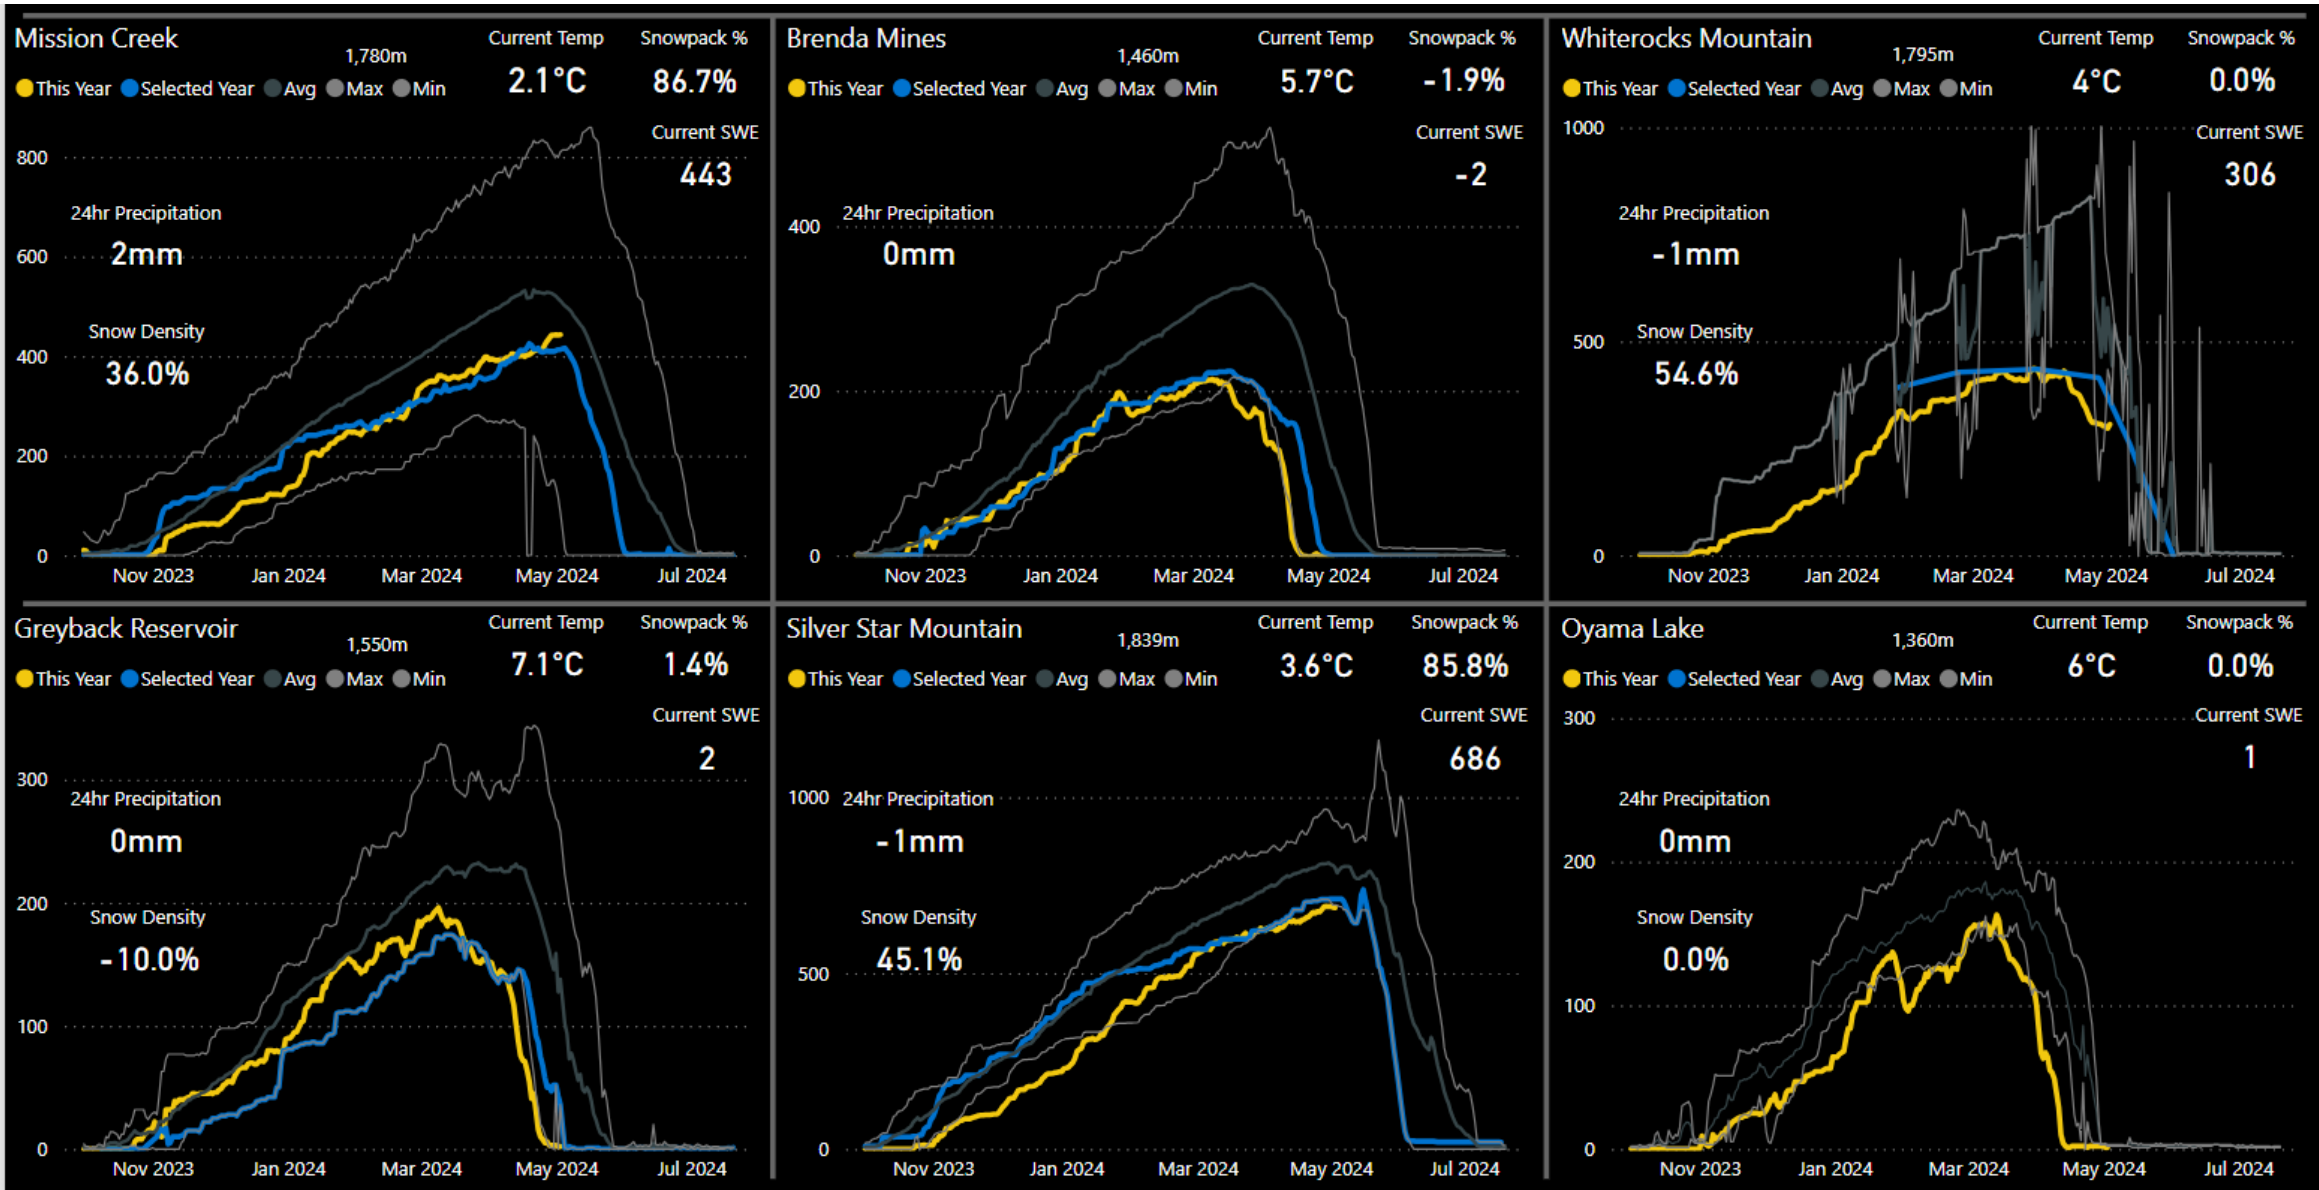 Mission Creek
1,780m
Current Temp
Snowpack %
This Year Selected Year Avg Max Min
2.1°C
86.7%
Current SWE
443
24hr Precipitation
2mm
Snow Density
36.0%
800
600
400
200
0
Nov 2023 Jan 2024 Mar 2024 May 2024 Jul 2024
Brenda Mines
1,460m
Current Temp
Snowpack %
This Year Selected Year Avg Max Min
5.7°C
-1.9%
Current SWE
-2
24hr Precipitation
0mm
400
200
0
Nov 2023 Jan 2024 Mar 2024 May 2024 Jul 2024
Whiterocks Mountain
1,795m
Current Temp
Snowpack %
This Year Selected Year Avg Max Min
4°C
0.0%
Current SWE
306
24hr Precipitation
-1mm
Snow Density
54.6%
1000
500
0
Nov 2023 Jan 2024 Mar 2024 May 2024 Jul 2024
Greyback Reservoir
1,550m
Current Temp
Snowpack %
This Year Selected Year Avg Max Min
7.1°C
1.4%
Current SWE
2
24hr Precipitation
0mm
Snow Density
-10.0%
300
200
100
0
Nov 2023 Jan 2024 Mar 2024 May 2024 Jul 2024
Silver Star Mountain
1,839m
Current Temp
Snowpack %
This Year Selected Year Avg Max Min
3.6°C
85.8%
Current SWE
686
24hr Precipitation
-1mm
Snow Density
45.1%
1000
500
0
Nov 2023 Jan 2024 Mar 2024 May 2024 Jul 2024
Oyama Lake
1,360m
Current Temp
Snowpack %
This Year Selected Year Avg Max Min
6°C
0.0%
Current SWE
1
24hr Precipitation
0mm
Snow Density
0.0%
300
200
100
0
Nov 2023 Jan 2024 Mar 2024 May 2024 Jul 2024